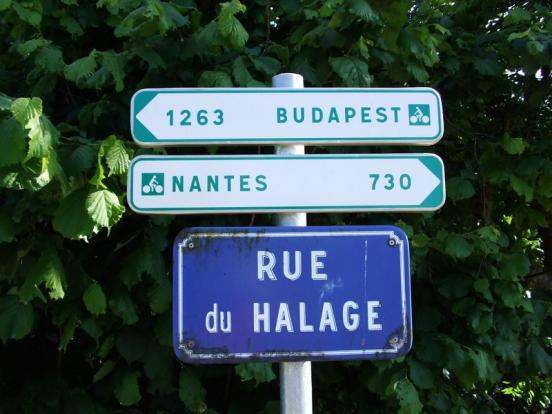 1263 BUDAPEST
NANTES 730
RUE
du HALAGE